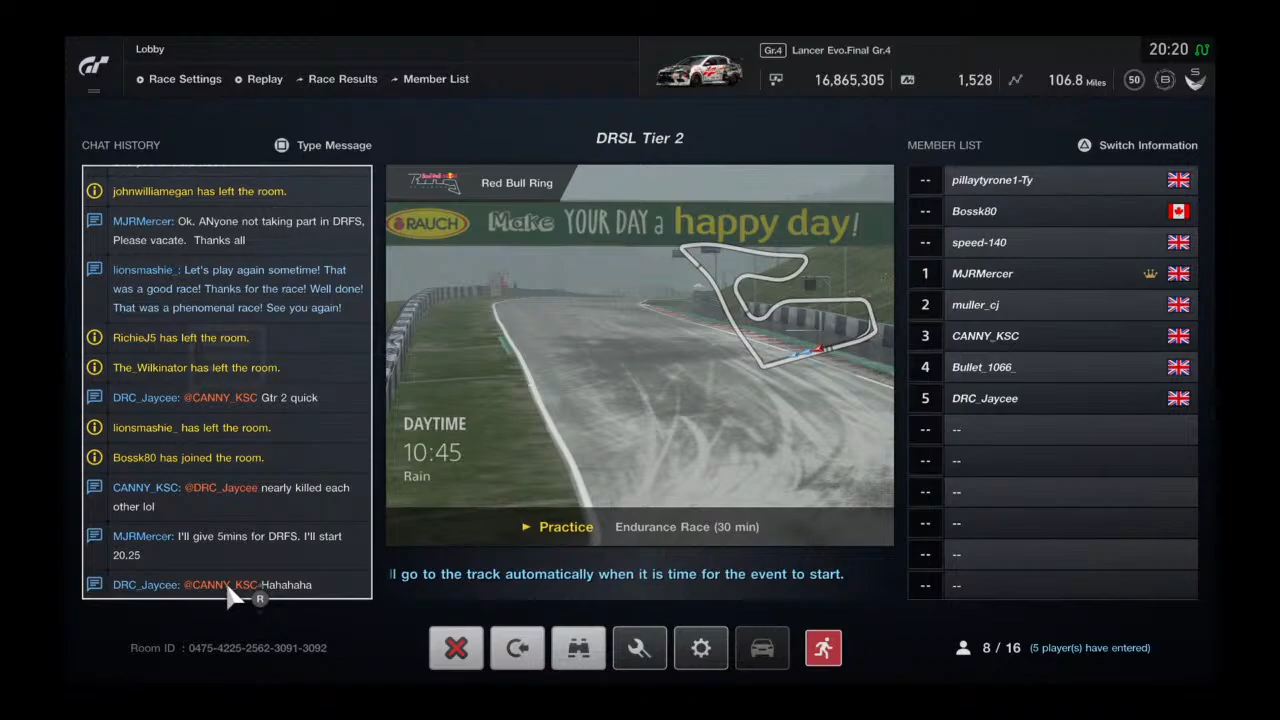 Lobby
Race Settings
Replay
Race Results
Member List
Gr.4
Lancer Evo.Final Gr.4
20:20
16,865,305
1,528
106.8 Miles
50
B
S
CHAT HISTORY
Type Message
DRSL Tier 2
MEMBER LIST
Switch Information
johnwilliamegan has left the room.
MJRMercer: Ok. ANyone not taking part in DRFS,
Please vacate. Thanks all
lionsmashie_: Let's play again sometime! That
was a good race! Thanks for the race! Well done!
That was a phenomenal race! See you again!
RichieJ5 has left the room.
The_Wilkinator has left the room.
DRC_Jaycee: @CANNY_KSC Gtr 2 quick
lionsmashie_ has left the room.
Bossk80 has joined the room.
CANNY_KSC: @DRC_Jaycee nearly killed each
other lol
MJRMercer: I'll give 5mins for DRFS. I'll start
20.25
DRC_Jaycee: @CANNY_KSC Hahahaha
R
Red Bull Ring
RAUCH Make YOUR DAY a happy day!
DAYTIME
10:45
Rain
Practice Endurance Race (30 min)
ll go to the track automatically when it is time for the event to start.
-- pillaytyrone1-Ty
-- Bossk80
-- speed-140
1 MJRMercer
2 muller_cj
3 CANNY_KSC
4 Bullet_1066_
5 DRC_Jaycee
-- --
-- --
-- --
-- --
-- --
-- --
Room ID : 0475-4225-2562-3091-3092
8 / 16 (5 player(s) have entered)